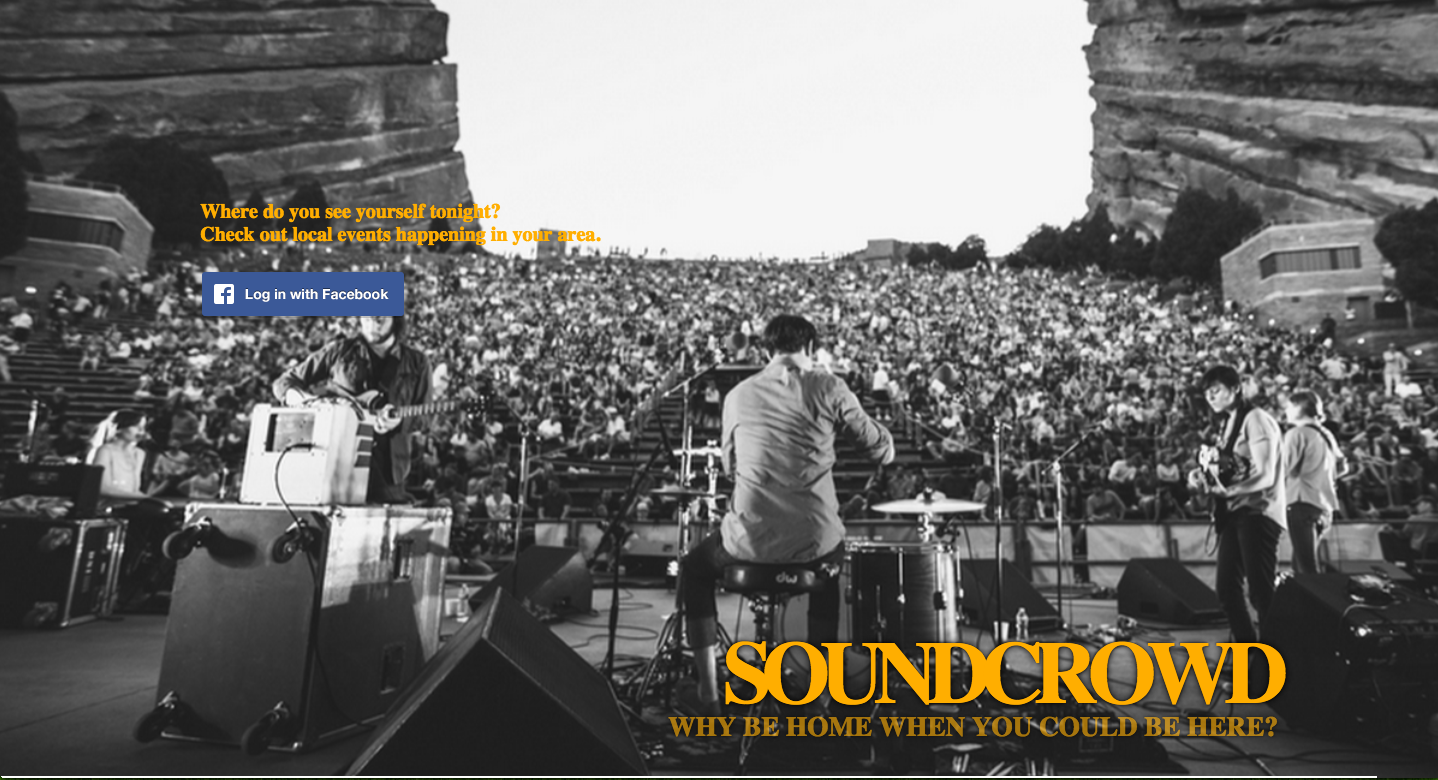 Where do you see yourself tonight?
Check out local events happening in your area.
Log in with Facebook
SOUNDCROWD
WHY BE HOME WHEN YOU COULD BE HERE?
dw